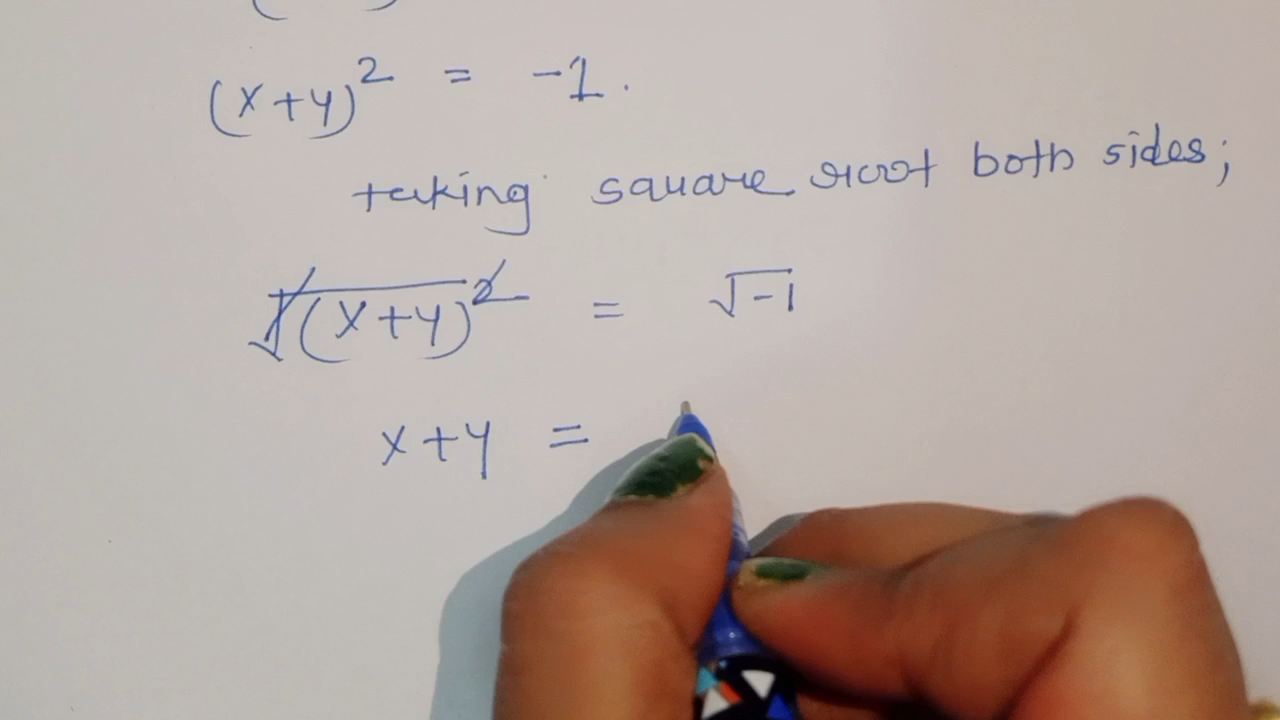 (x+y)² = -1.
taking square root both sides;
√(x+y)² = √-1
x+y =